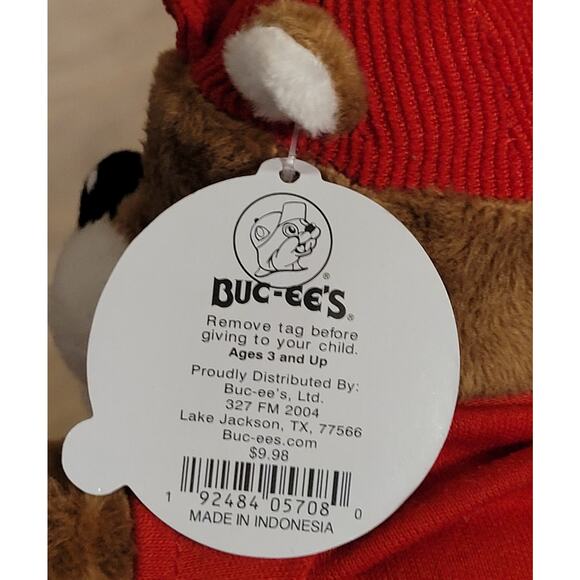 ®
BUC-EE'S®
Remove tag before
giving to your child.
Ages 3 and Up
Proudly Distributed By:
Buc-ee's, Ltd.
327 FM 2004
Lake Jackson, TX, 77566
Buc-ees.com
$9.98
1 92484 05708 0
MADE IN INDONESIA